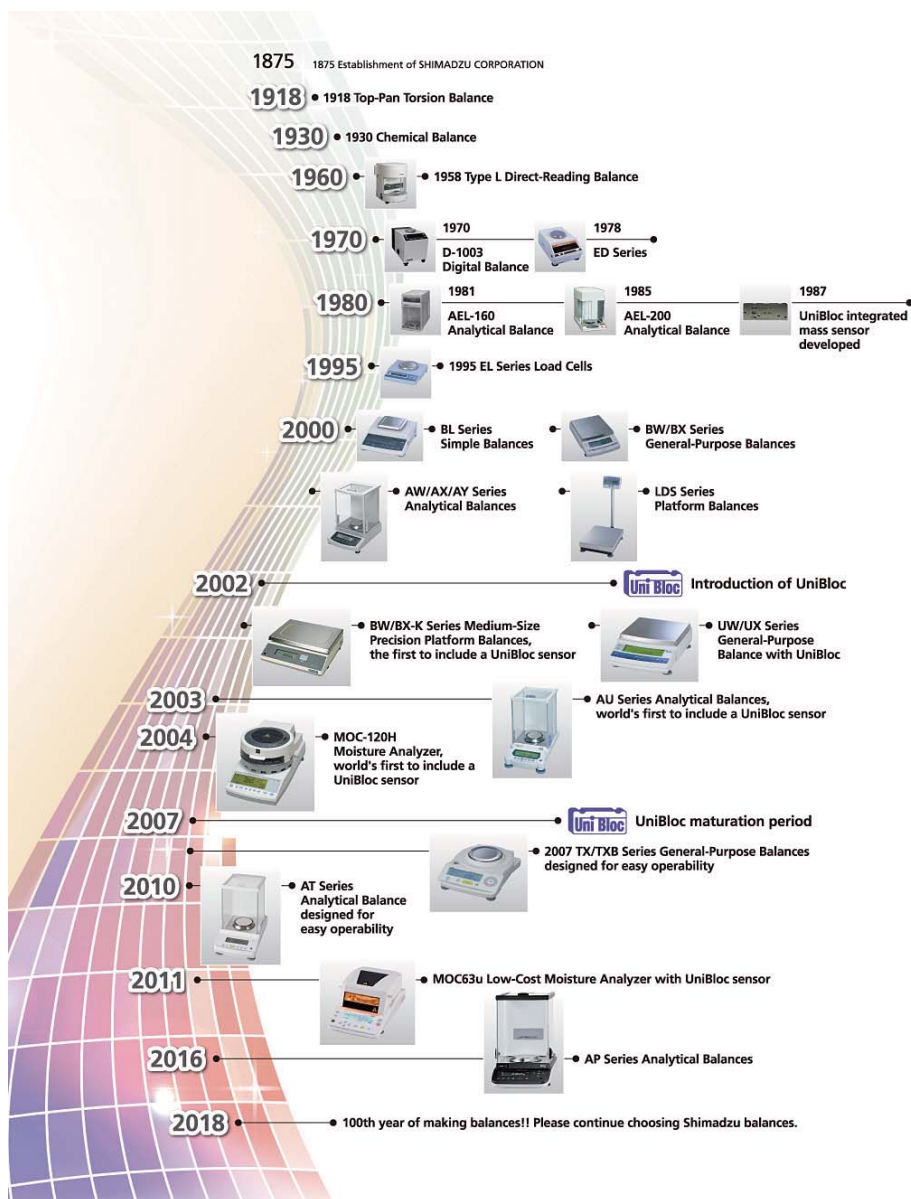 1875 1875 Establishment of SHIMADZU CORPORATION
1918 1918 Top-Pan Torsion Balance
1930 1930 Chemical Balance
1960 1958 Type L Direct-Reading Balance
1970
1970
D-1003
Digital Balance
1978
ED Series
1980
1981
AEL-160
Analytical Balance
1985
AEL-200
Analytical Balance
1987
UniBloc integrated
mass sensor
developed
1995 1995 EL Series Load Cells
2000
BL Series
Simple Balances
BW/BX Series
General-Purpose Balances
AW/AX/AY Series
Analytical Balances
LDS Series
Platform Balances
2002 Uni Bloc Introduction of UniBloc
BW/BX-K Series Medium-Size
Precision Platform Balances,
the first to include a UniBloc sensor
UW/UX Series
General-Purpose
Balance with UniBloc
2003
AU Series Analytical Balances,
world's first to include a UniBloc sensor
2004
MOC-120H
Moisture Analyzer,
world's first to include a
UniBloc sensor
2007 Uni Bloc UniBloc maturation period
2007 TX/TXB Series General-Purpose Balances
designed for easy operability
2010
AT Series
Analytical Balance
designed for
easy operability
2011 MOC63u Low-Cost Moisture Analyzer with UniBloc sensor
2016 AP Series Analytical Balances
2018 100th year of making balances!! Please continue choosing Shimadzu balances.